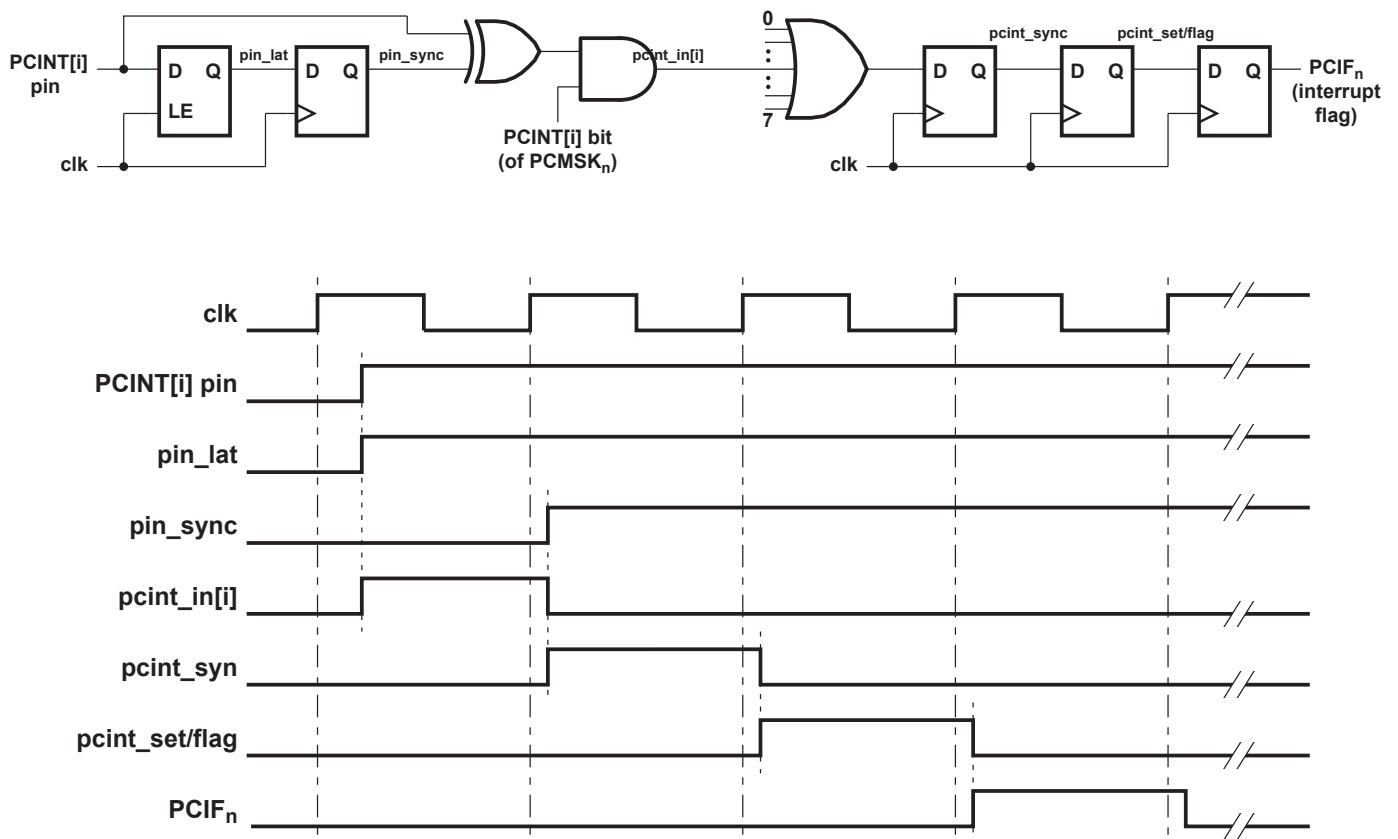 PCINT[i]
pin
D Q
LE
pin_lat
D Q
pin_sync
clk
PCINT[i] bit
(of PCMSKn)
pcint_in[i]
0
7
D Q
pcint_sync
D Q
pcint_set/flag
D Q
PCIFn
(interrupt
flag)
clk
clk
PCINT[i] pin
pin_lat
pin_sync
pcint_in[i]
pcint_syn
pcint_set/flag
PCIFn